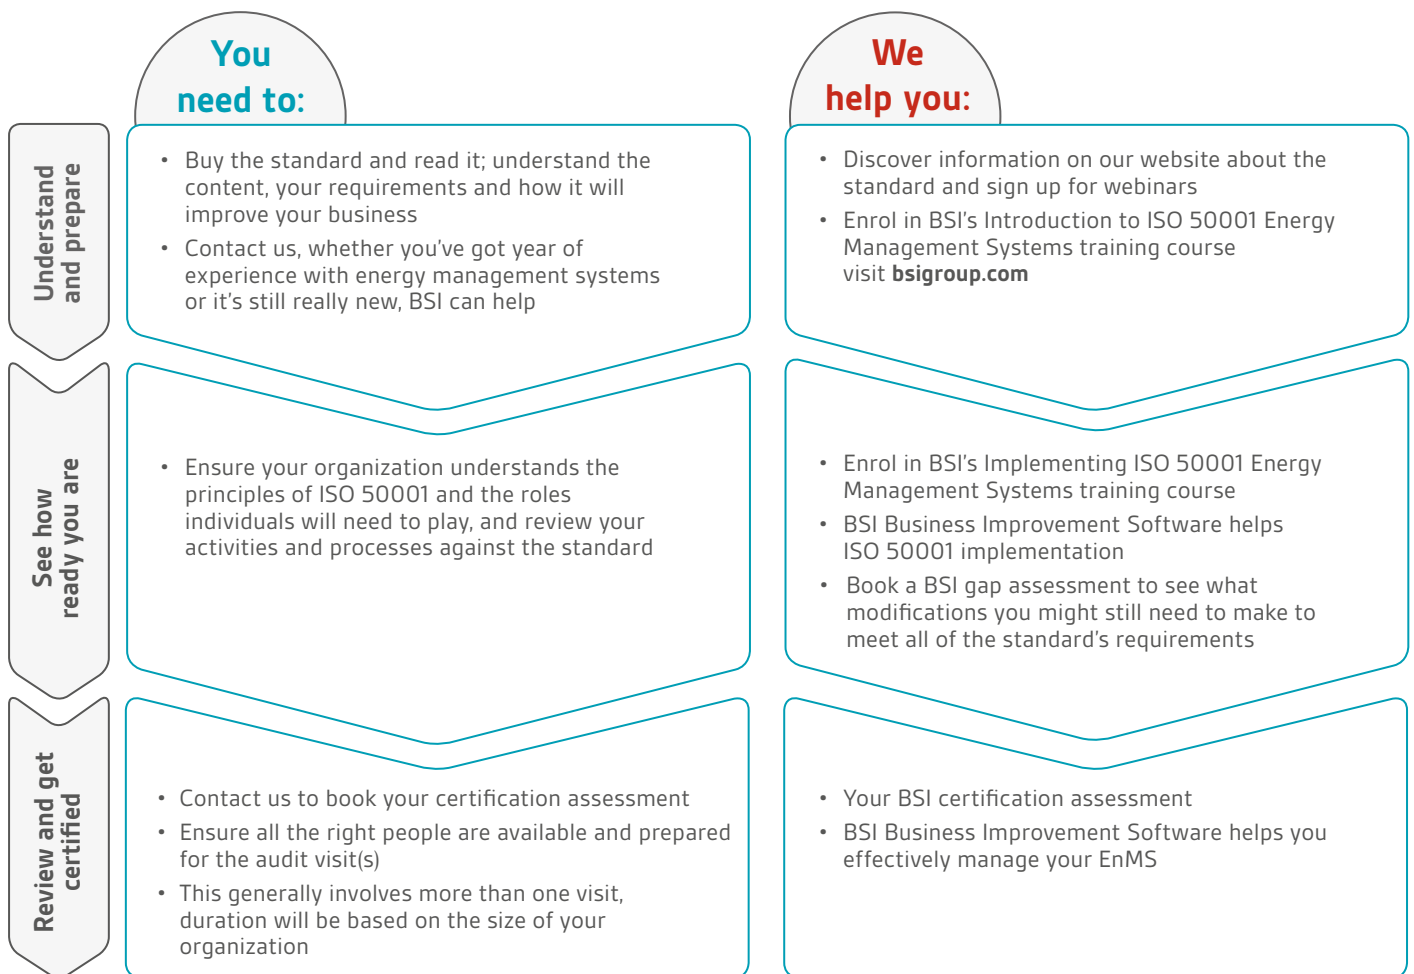 You
need to:
We
help you:
Understand
and prepare
• Buy the standard and read it; understand the
content, your requirements and how it will
improve your business
• Contact us, whether you've got year of
experience with energy management systems
or it's still really new, BSI can help
• Discover information on our website about the
standard and sign up for webinars
• Enrol in BSI's Introduction to ISO 50001 Energy
Management Systems training course
visit bsigroup.com
See how
ready you are
• Ensure your organization understands the
principles of ISO 50001 and the roles
individuals will need to play, and review your
activities and processes against the standard
• Enrol in BSI's Implementing ISO 50001 Energy
Management Systems training course
• BSI Business Improvement Software helps
ISO 50001 implementation
• Book a BSI gap assessment to see what
modifications you might still need to make to
meet all of the standard's requirements
Review and get
certified
• Contact us to book your certification assessment
• Ensure all the right people are available and prepared
for the audit visit(s)
• This generally involves more than one visit,
duration will be based on the size of your
organization
• Your BSI certification assessment
• BSI Business Improvement Software helps you
effectively manage your EnMS